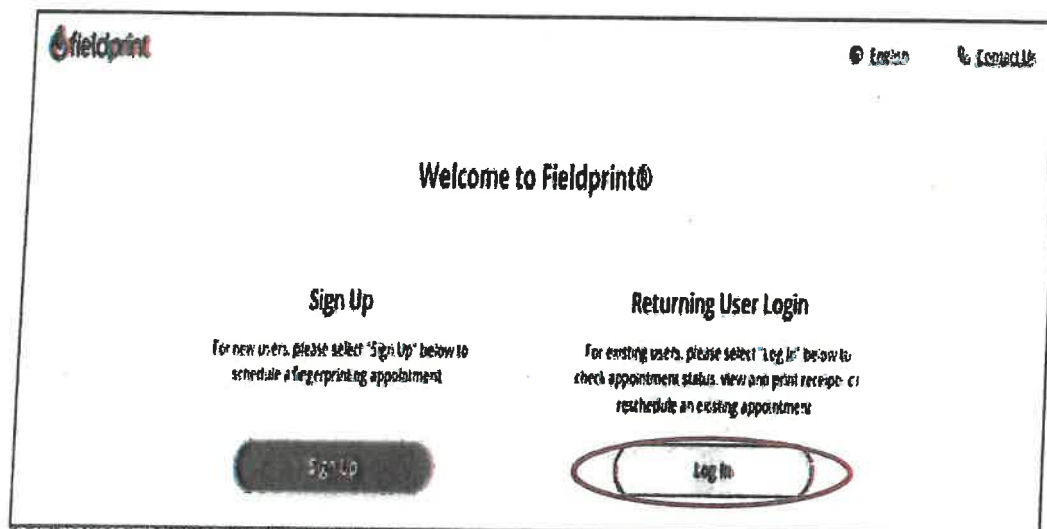 fieldprint
English
Contact Us
Welcome to Fieldprint®
Sign Up
For new users, please select "Sign Up" below to
schedule a fingerprinting appointment
Sign Up
Returning User Login
For existing users, please select "Log In" below to
check appointment status, view and print receipt, or
reschedule an existing appointment
Log In